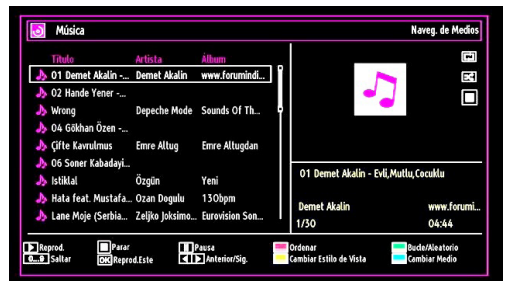 Música Naveg. de Medios
Título Artista Álbum
01 Demet Akalin -... Demet Akalin www.forumindi...
02 Hande Yener -...
Wrong Depeche Mode Sounds Of Th...
04 Gökhan Özen -...
Çifte Kavrulmus Emre Altug Emre Altugdan
06 Soner Kabadayi...
Istiklal Özgün Yeni
Hata feat. Mustafa... Ozan Dogulu 130bpm
Lane Moje (Serbia... Zeljko Joksimo... Eurovision Son...
01 Demet Akalin - Evli,Mutlu,Cocuklu
Demet Akalin www.forumi...
1/30 04:44
Reprod. Parar Pausa Ordenar Bucle/Aleatorio
0...9 Saltar OK Reprod.Este Anterior/Sig. Cambiar Estilo de Vista Cambiar Medio